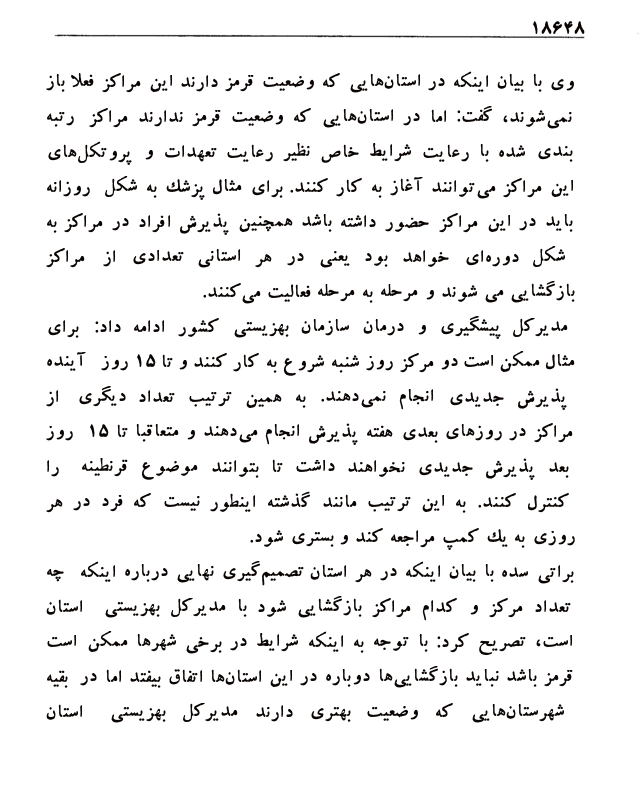 ۱۸۶۴۸
وی با بیان اینکه در استان‌هایی که وضعیت قرمز دارند این مراکز فعلا باز
نمی‌شوند، گفت: اما در استان‌هایی که وضعیت قرمز ندارند مراکز رتبه
بندی شده با رعایت شرایط خاص نظیر رعایت تعهدات و پروتکل‌های
این مراکز می‌توانند آغاز به کار کنند. برای مثال پزشك به شکل روزانه
باید در این مراکز حضور داشته باشد همچنین پذیرش افراد در مراکز به
شکل دوره‌ای خواهد بود یعنی در هر استانی تعدادی از مراکز
بازگشایی می شوند و مرحله به مرحله فعالیت می‌کنند.
مدیرکل پیشگیری و درمان سازمان بهزیستی کشور ادامه داد: برای
مثال ممکن است دو مرکز روز شنبه شروع به کار کنند و تا ۱۵ روز آینده
پذیرش جدیدی انجام نمی‌دهند. به همین ترتیب تعداد دیگری از
مراکز در روزهای بعدی هفته پذیرش انجام می‌دهند و متعاقبا تا ۱۵ روز
بعد پذیرش جدیدی نخواهند داشت تا بتوانند موضوع قرنطینه را
کنترل کنند. به این ترتیب مانند گذشته اینطور نیست که فرد در هر
روزی به یك کمپ مراجعه کند و بستری شود.
براتی سده با بیان اینکه در هر استان تصمیم‌گیری نهایی درباره اینکه چه
تعداد مرکز و کدام مراکز بازگشایی شود با مدیرکل بهزیستی استان
است، تصریح کرد: با توجه به اینکه شرایط در برخی شهرها ممکن است
قرمز باشد نباید بازگشایی‌ها دوباره در این استان‌ها اتفاق بیفتد اما در بقیه
شهرستان‌هایی که وضعیت بهتری دارند مدیرکل بهزیستی استان